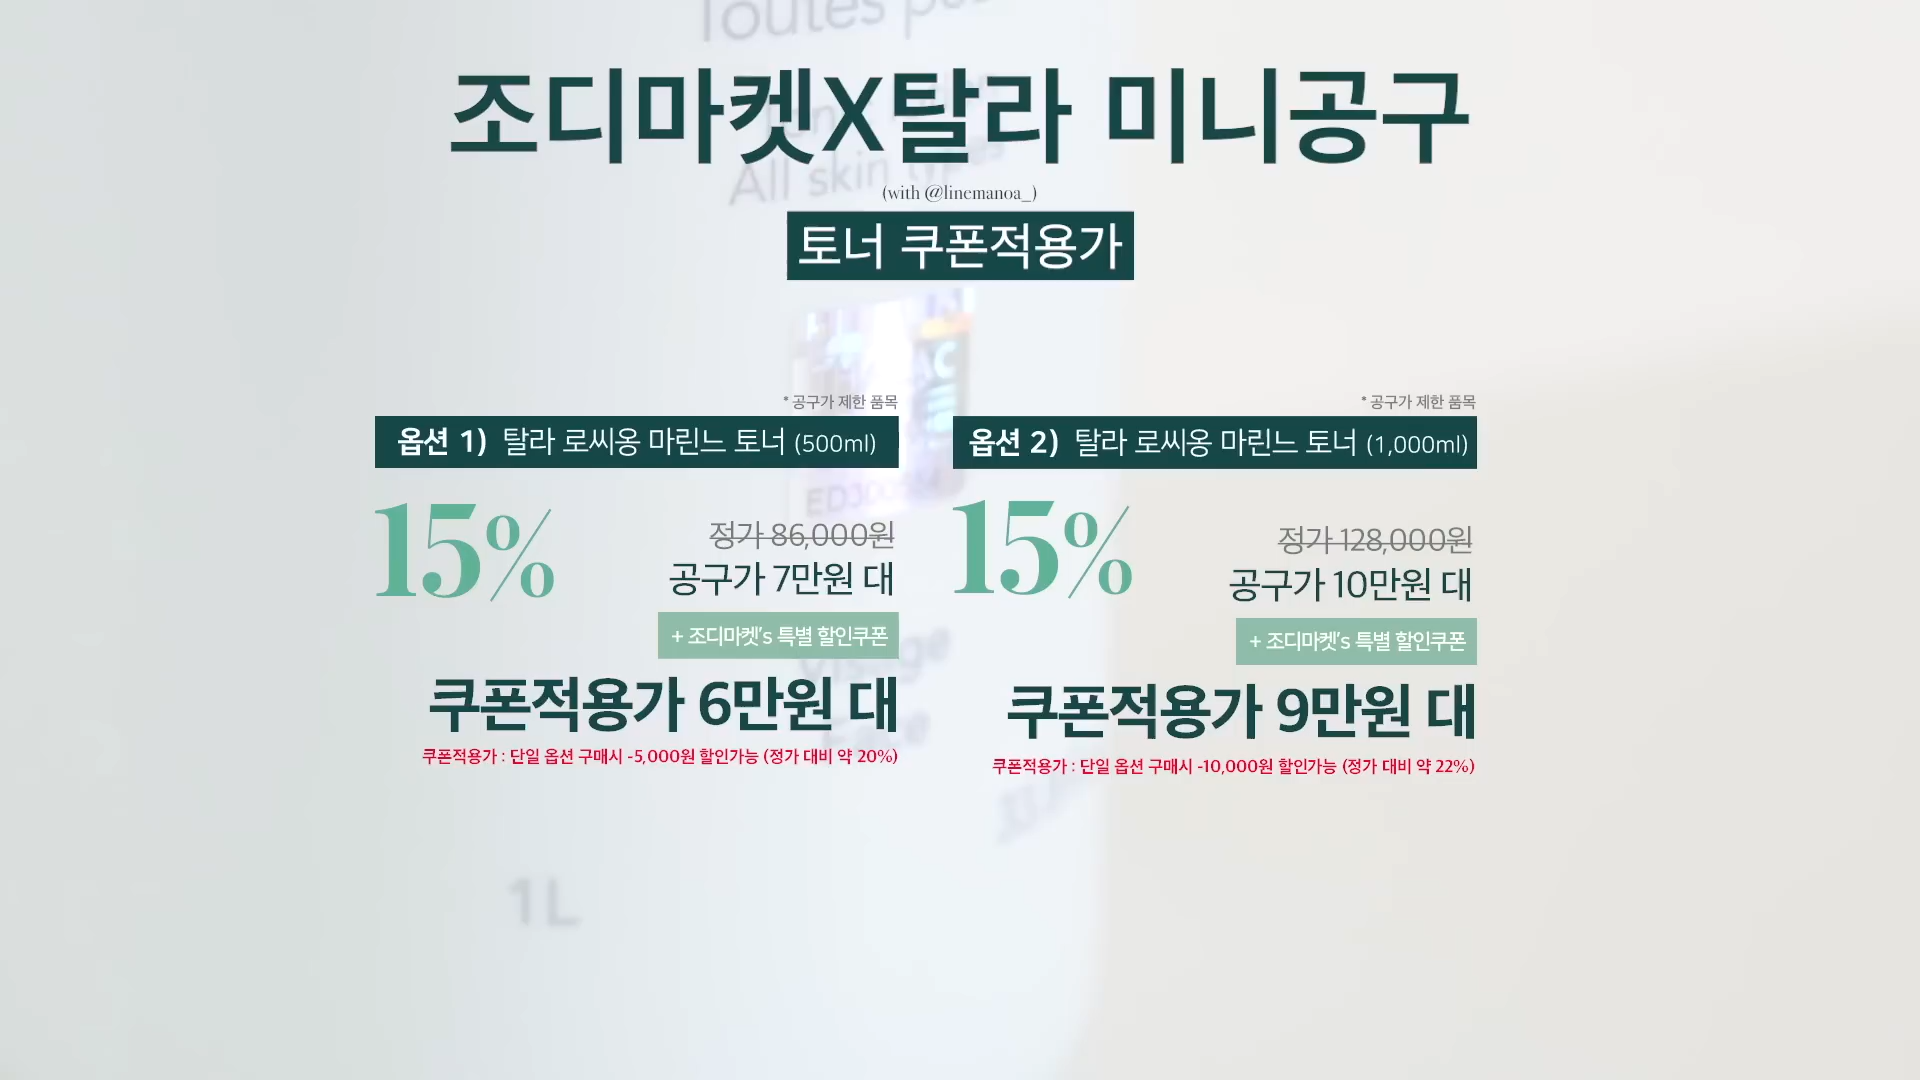 Toutes
조디마켓X탈라 미니공구
All skin types
(with @linemanoa_)
토너 쿠폰적용가
* 공구가 제한 품목
옵션 1) 탈라 로씨옹 마린느 토너 (500ml)
15%
정가 86,000원
공구가 7만원 대
+ 조디마켓's 특별 할인쿠폰
쿠폰적용가 6만원 대
쿠폰적용가 : 단일 옵션 구매시 -5,000원 할인가능 (정가 대비 약 20%)
* 공구가 제한 품목
옵션 2) 탈라 로씨옹 마린느 토너 (1,000ml)
15%
정가 128,000원
공구가 10만원 대
+ 조디마켓's 특별 할인쿠폰
쿠폰적용가 9만원 대
쿠폰적용가 : 단일 옵션 구매시 -10,000원 할인가능 (정가 대비 약 22%)
Visage
Face
1L